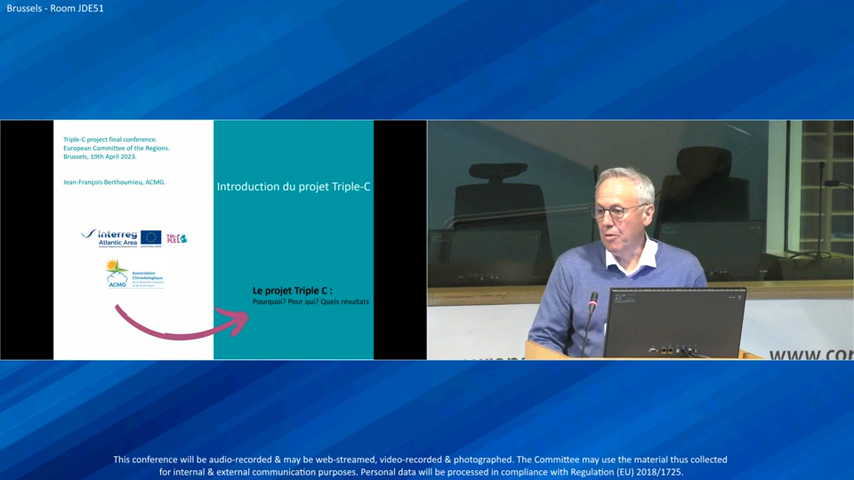 Brussels - Room JDE51
Triple-C project final conference.
European Committee of the Regions.
Brussels, 19th April 2023.
Jean-François Berthoumieu, ACMG.
Interreg
Atlantic Area
ACMG
Association
Climatologique
Introduction du projet Triple-C
Le projet Triple C :
Pourquoi? Pour qui? Quels résultats
www.cor
This conference will be audio-recorded & may be web-streamed, video-recorded & photographed. The Committee may use the material thus collected
for internal & external communication purposes. Personal data will be processed in compliance with Regulation (EU) 2018/1725.